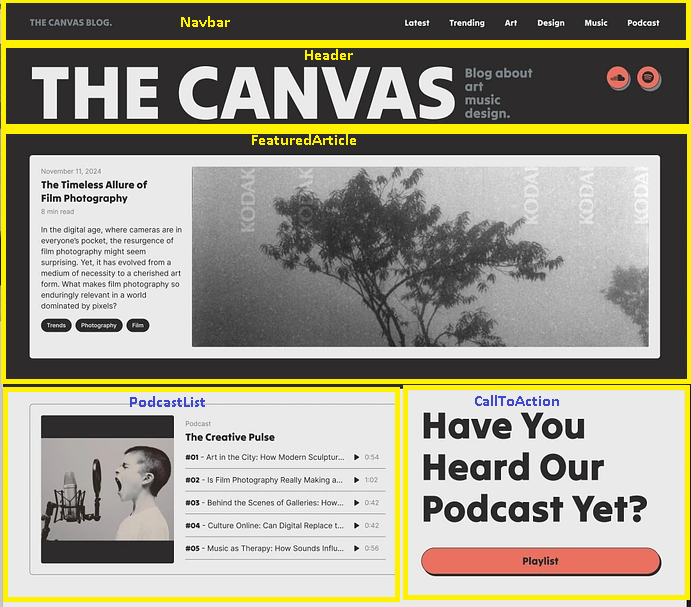 THE CANVAS BLOG.
Navbar
Latest
Trending
Art
Design
Music
Podcast
Header
THE CANVAS
Blog about
art
music
design.
FeaturedArticle
November 11, 2024
The Timeless Allure of
Film Photography
8 min read
In the digital age, where cameras are in
everyone's pocket, the resurgence of
film photography might seem
surprising. Yet, it has evolved from a
medium of necessity to a cherished art
form. What makes film photography so
enduringly relevant in a world
dominated by pixels?
Trends
Photography
Film
KODAK
KODAK
KODAK
KODAK
KODAK
PodcastList
Podcast
The Creative Pulse
#01 - Art in the City: How Modern Sculptur... 0:54
#02 - Is Film Photography Really Making a... 1:02
#03 - Behind the Scenes of Galleries: How... 0:42
#04 - Culture Online: Can Digital Replace t... 0:42
#05 - Music as Therapy: How Sounds Influ... 0:56
CallToAction
Have You
Heard Our
Podcast Yet?
Playlist